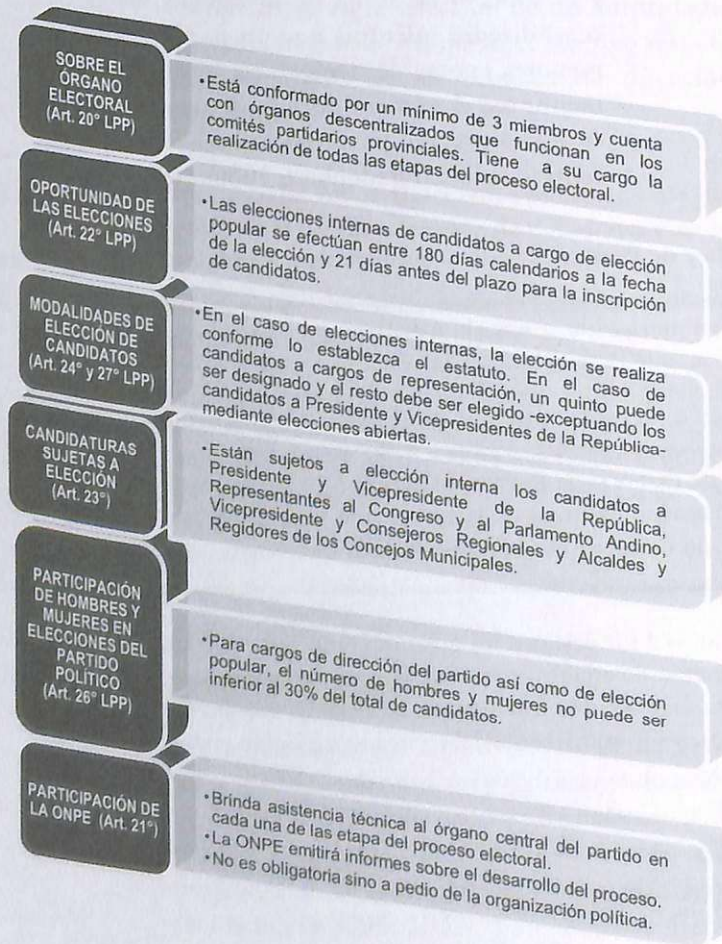 SOBRE EL
ÓRGANO
ELECTORAL
(Art. 20° LPP)
•Está conformado por un mínimo de 3 miembros y cuenta
con órganos descentralizados que funcionan en los
comités partidarios provinciales. Tiene a su cargo la
realización de todas las etapas del proceso electoral.
OPORTUNIDAD DE
LAS ELECCIONES
(Art. 22° LPP)
•Las elecciones internas de candidatos a cargo de elección
popular se efectúan entre 180 días calendarios a la fecha
de la elección y 21 días antes del plazo para la inscripción
de candidatos.
MODALIDADES DE
ELECCIÓN DE
CANDIDATOS
(Art. 24° y 27° LPP)
•En el caso de elecciones internas, la elección se realiza
conforme lo establezca el estatuto. En el caso de
candidatos a cargos de representación, un quinto puede
ser designado y el resto debe ser elegido -exceptuando los
candidatos a Presidente y Vicepresidentes de la República-
mediante elecciones abiertas.
CANDIDATURAS
SUJETAS A
ELECCIÓN
(Art. 23°)
•Están sujetos a elección interna los candidatos a
Presidente y Vicepresidente de la República,
Representantes al Congreso y al Parlamento Andino,
Vicepresidente y Consejeros Regionales y Alcaldes y
Regidores de los Concejos Municipales.
PARTICIPACIÓN
DE HOMBRES Y
MUJERES EN
ELECCIONES DEL
PARTIDO
POLÍTICO
(Art. 26° LPP)
•Para cargos de dirección del partido así como de elección
popular, el número de hombres y mujeres no puede ser
inferior al 30% del total de candidatos.
PARTICIPACIÓN DE
LA ONPE (Art. 21°)
•Brinda asistencia técnica al órgano central del partido en
cada una de las etapa del proceso electoral.
•La ONPE emitirá informes sobre el desarrollo del proceso.
•No es obligatoria sino a pedio de la organización política.